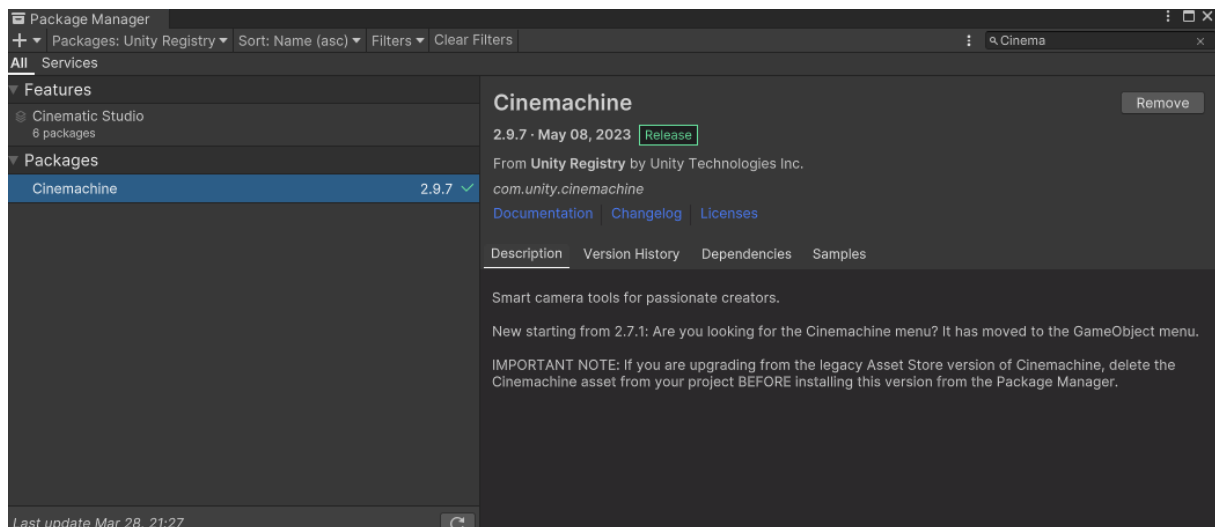 Package Manager
Packages: Unity Registry Sort: Name (asc) Filters Clear Filters Cinema
All Services
Features
Cinematic Studio
6 packages
Packages
Cinemachine 2.9.7
Last update Mar 28, 21:27
Cinemachine
Remove
2.9.7 · May 08, 2023 Release
From Unity Registry by Unity Technologies Inc.
com.unity.cinemachine
Documentation Changelog Licenses
Description Version History Dependencies Samples
Smart camera tools for passionate creators.
New starting from 2.7.1: Are you looking for the Cinemachine menu? It has moved to the GameObject menu.
IMPORTANT NOTE: If you are upgrading from the legacy Asset Store version of Cinemachine, delete the
Cinemachine asset from your project BEFORE installing this version from the Package Manager.